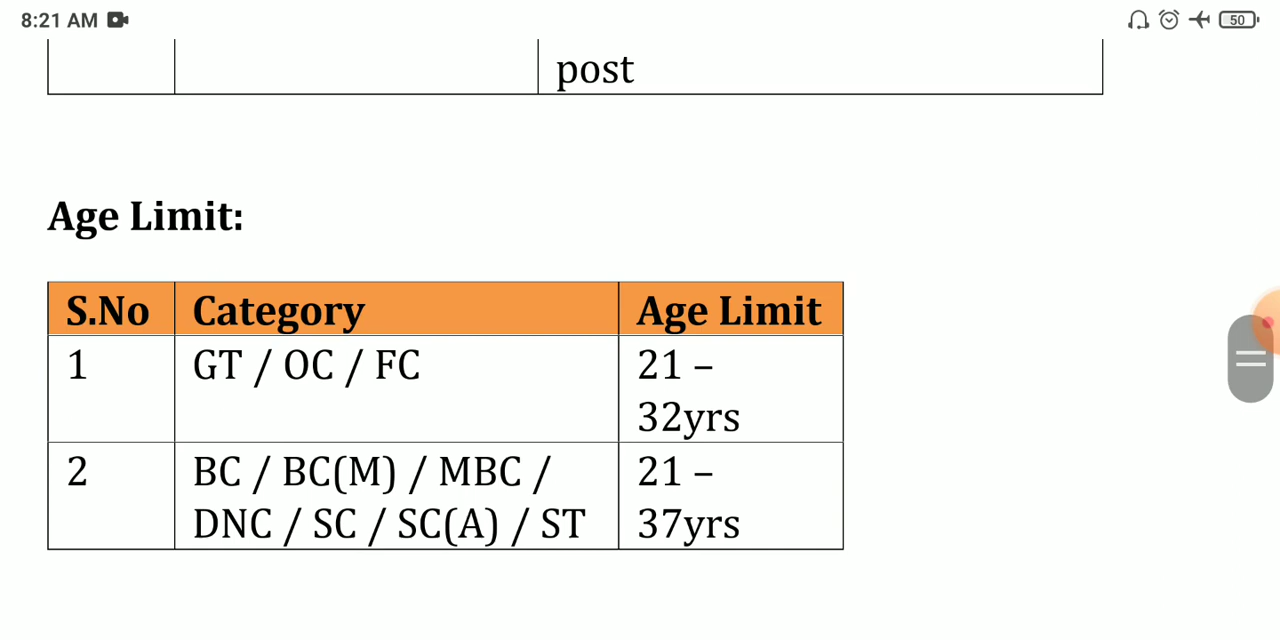 8:21 AM
50
post
Age Limit:
S.No Category Age Limit
1 GT / OC / FC 21 –
32yrs
2 BC / BC(M) / MBC / 21 –
DNC / SC / SC(A) / ST 37yrs